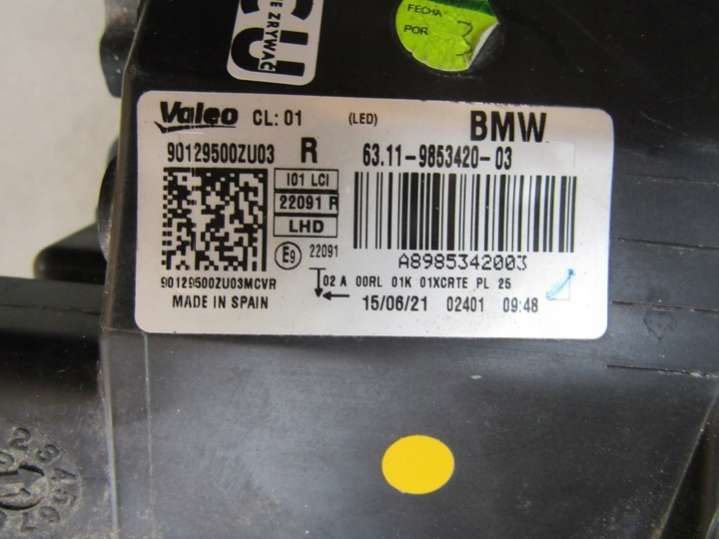 FECHA
POR
E ZRYWAĆ
Valeo CL: 01 (LED) BMW
90129500ZU03 R 63.11-9853420-03
I01 LCI
22091 R
LHD
E9 22091
A8985342003
90129500ZU03MCVR
02 A 00RL 01K 01XCRTE PL 25
MADE IN SPAIN 15/06/21 02401 09:48